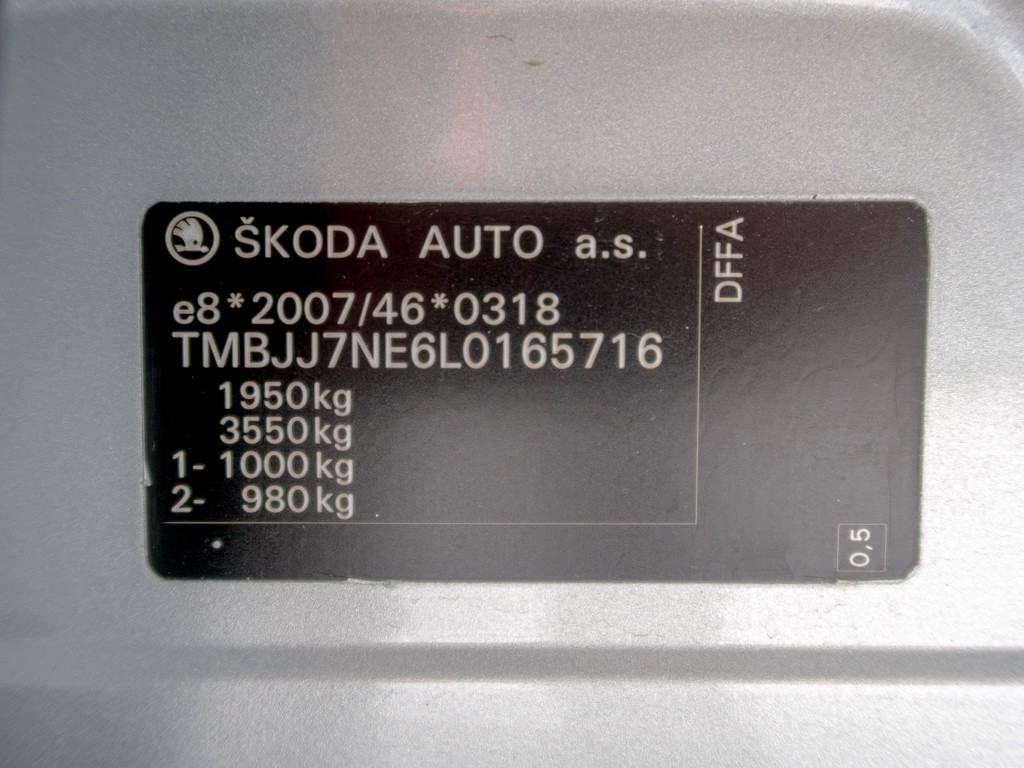 ŠKODA AUTO a.s.
e8*2007/46*0318
TMBJJ7NE6L0165716
1950kg
3550kg
1- 1000kg
2- 980kg
DFFA
0,5